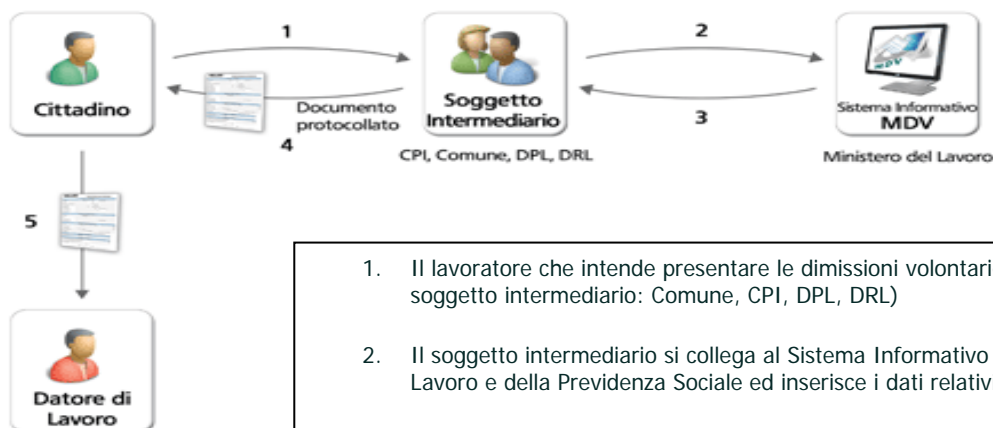 1
2
Cittadino
Documento
protocollato
4
Soggetto
Intermediario
3
Sistema Informativo
MDV
CPI, Comune, DPL, DRL
Ministero del Lavoro
5
Datore di
Lavoro
1. Il lavoratore che intende presentare le dimissioni volontari
soggetto intermediario: Comune, CPI, DPL, DRL)
2. Il soggetto intermediario si collega al Sistema Informativo
Lavoro e della Previdenza Sociale ed inserisce i dati relativ